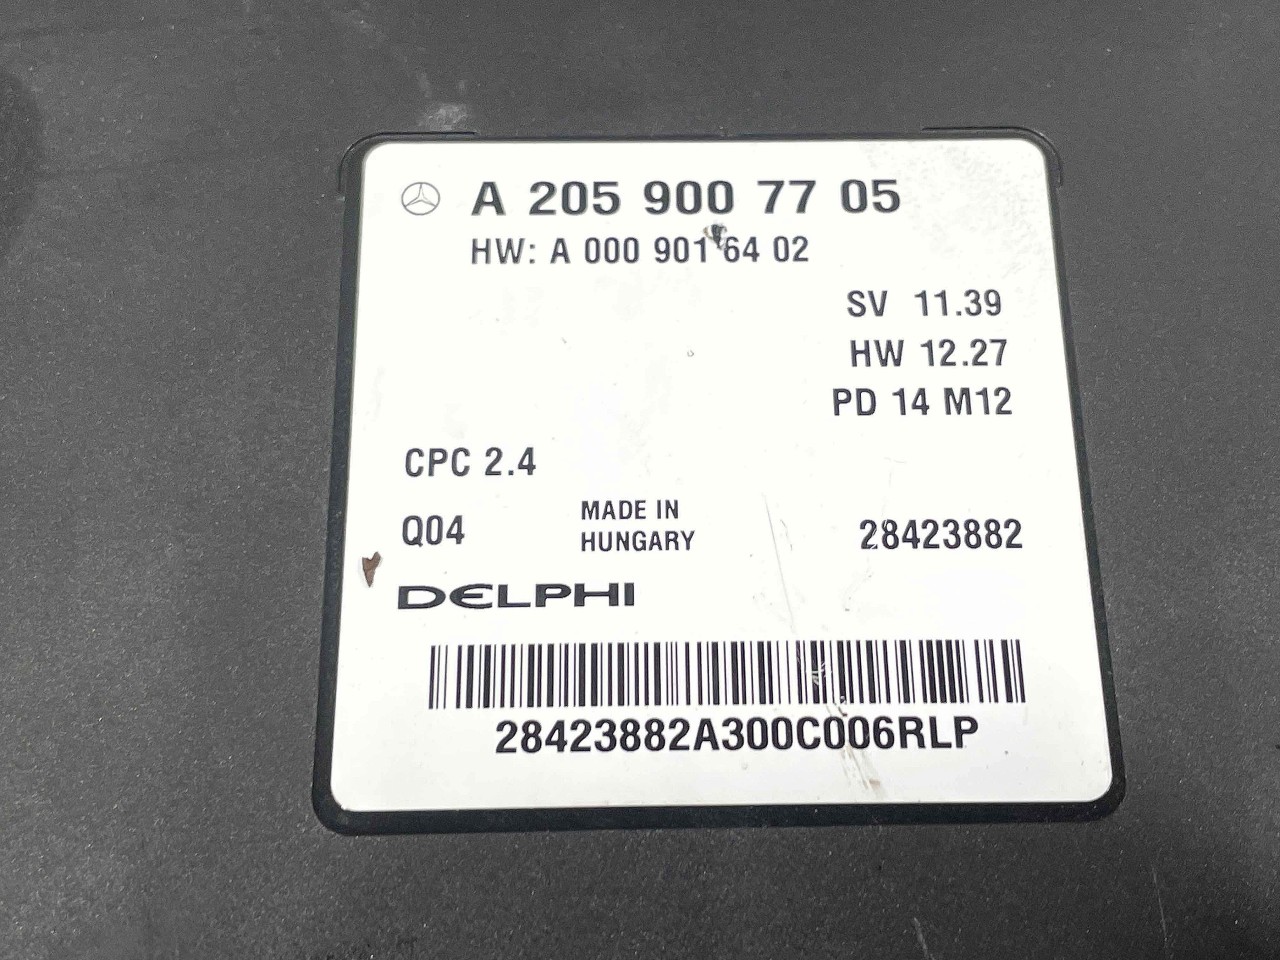 A 205 900 77 05
HW: A 000 901 64 02
SV 11.39
HW 12.27
PD 14 M12
CPC 2.4
Q04
MADE IN
HUNGARY
28423882
DELPHI
28423882A300C006RLP